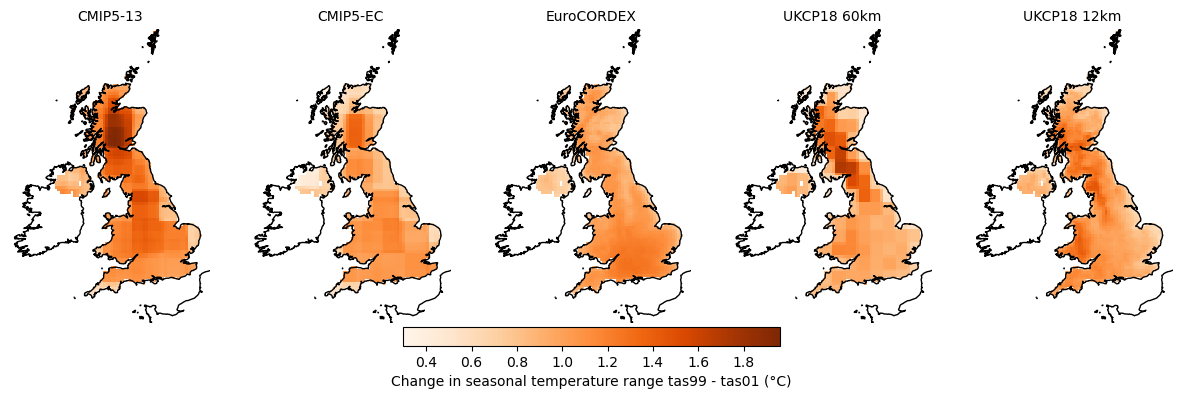 CMIP5-13 CMIP5-EC EuroCORDEX UKCP18 60km UKCP18 12km
0.4 0.6 0.8 1.0 1.2 1.4 1.6 1.8
Change in seasonal temperature range tas99 - tas01 (°C)